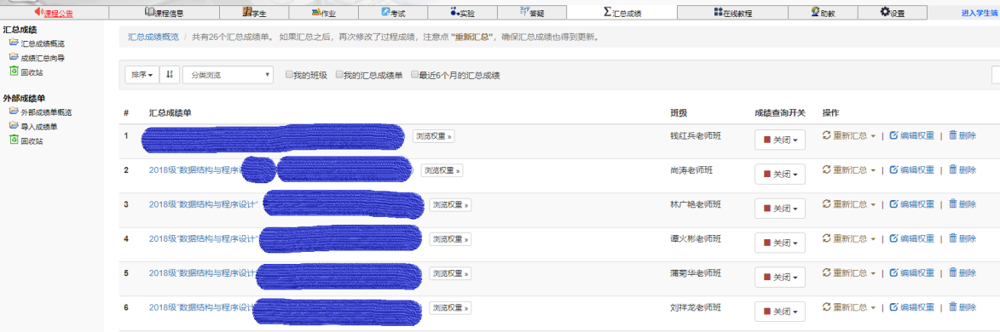 课程公告 课程信息 学生 作业 考试 实验 答疑 汇总成绩 在线教程 助教 设置 进入学生端
汇总成绩
汇总成绩概览
成绩汇总向导
回收站
外部成绩单
外部成绩单概览
导入成绩单
回收站
汇总成绩概览 / 共有26个汇总成绩单。 如果汇总之后，再次修改了过程成绩，注意点 "重新汇总"，确保汇总成绩也得到更新。
排序 分类浏览 我的班级 我的汇总成绩单 最近6个月的汇总成绩
# 汇总成绩单 班级 成绩查询开关 操作
1 浏览权重 » 钱红兵老师班 关闭 重新汇总 | 编辑权重 | 删除
2 2018级"数据结构与程序设 浏览权重 » 尚涛老师班 关闭 重新汇总 | 编辑权重 | 删除
3 2018级"数据结构与程序设计" 浏览权重 » 林广艳老师班 关闭 重新汇总 | 编辑权重 | 删除
4 2018级"数据结构与程序设计" 浏览权重 » 谭火彬老师班 关闭 重新汇总 | 编辑权重 | 删除
5 2018级"数据结构与程序设计 浏览权重 » 蒲菊华老师班 关闭 重新汇总 | 编辑权重 | 删除
6 2018级"数据结构与程序设计 浏览权重 » 刘祥龙老师班 关闭 重新汇总 | 编辑权重 | 删除